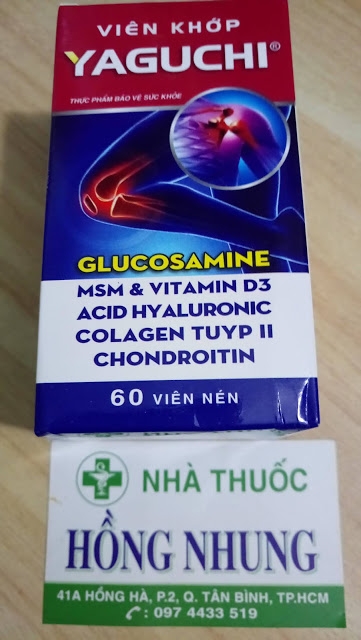 VIÊN KHỚP
YAGUCHI®
THỰC PHẨM BẢO VỆ SỨC KHỎE
GLUCOSAMINE
MSM & VITAMIN D3
ACID HYALURONIC
COLAGEN TUYP II
CHONDROITIN
60 VIÊN NÉN
NHÀ THUỐC
HỒNG NHUNG
41A HỒNG HÀ, P.2, Q. TÂN BÌNH, TP.HCM
: 097 4433 519